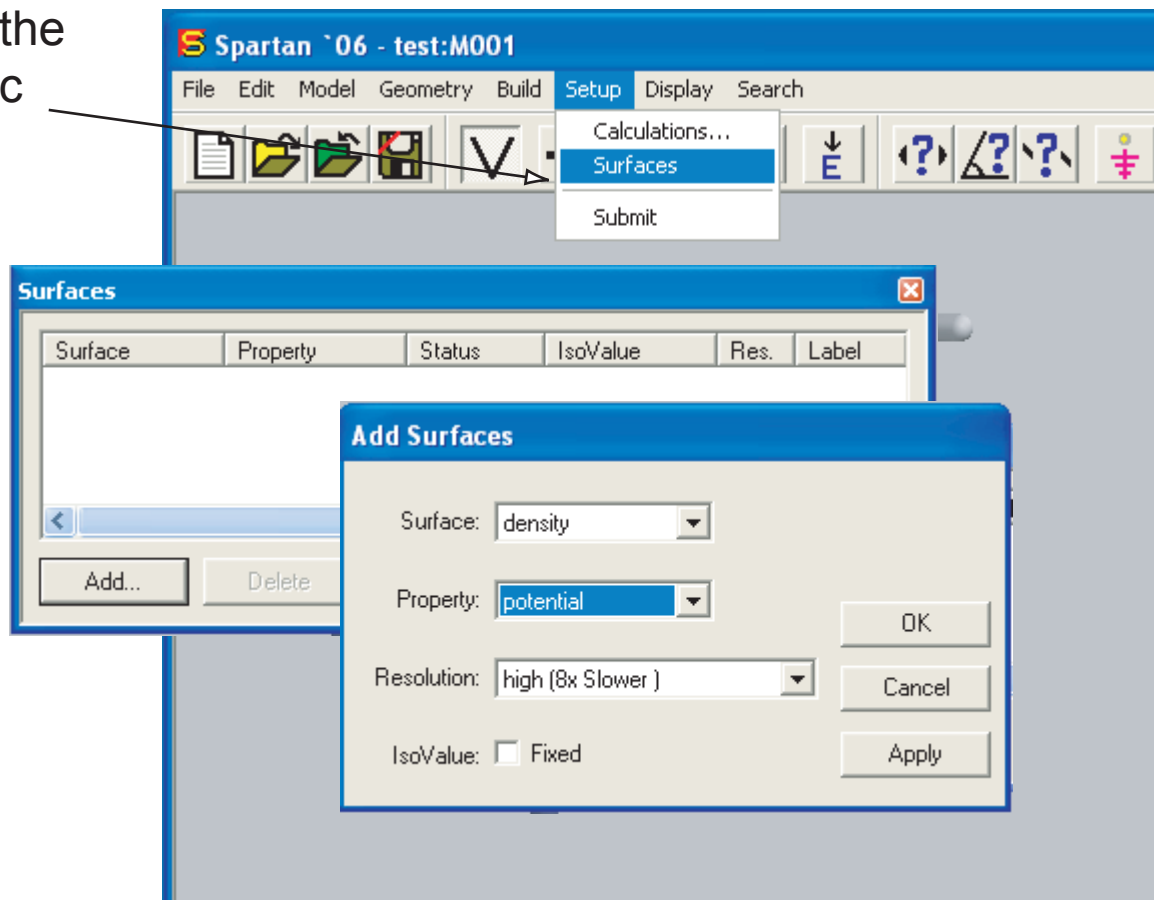 the
c
Spartan `06 - test:M001
File Edit Model Geometry Build Setup Display Search
Calculations...
Surfaces
Submit
E
Surfaces
Surface Property Status IsoValue Res. Label
Add... Delete
Add Surfaces
Surface: density
Property: potential
OK
Resolution: high (8x Slower )
Cancel
IsoValue: Fixed
Apply